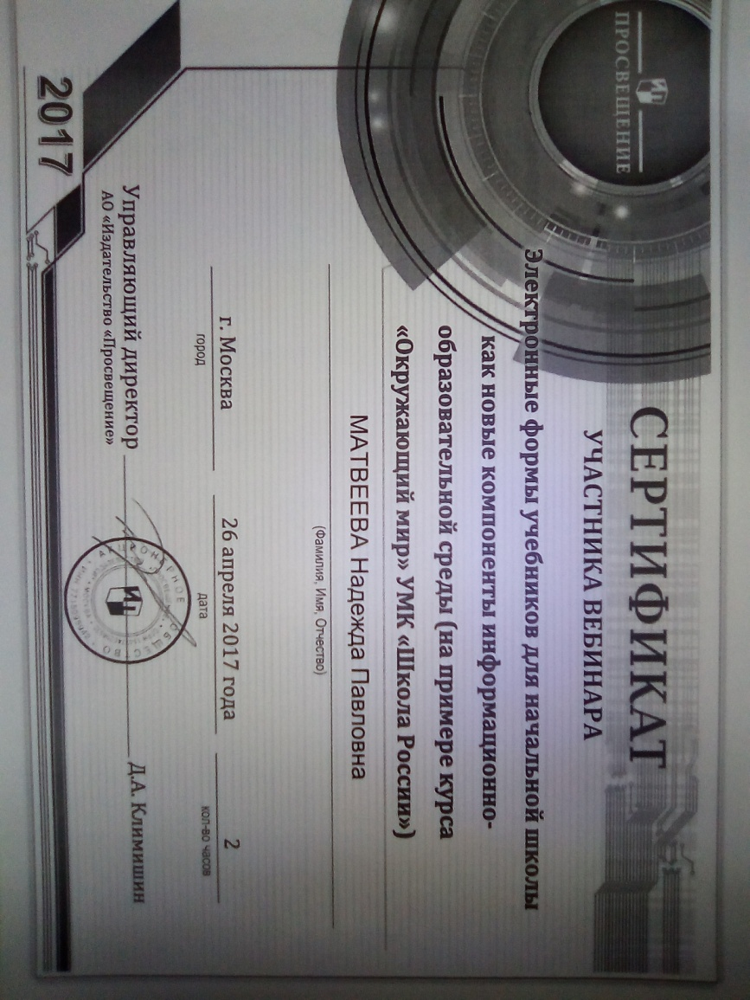 ПРОСВЕЩЕНИЕ
СЕРТИФИКАТ
УЧАСТНИКА ВЕБИНАРА
Электронные формы учебников для начальной школы
как новые компоненты информационно-
образовательной среды (на примере курса
«Окружающий мир» УМК «Школа России»)
МАТВЕЕВА Надежда Павловна
(Фамилия, Имя, Отчество)
г. Москва 26 апреля 2017 года 2
город дата кол-во часов
Управляющий директор Д.А. Климишин
АО «Издательство «Просвещение»
АКЦИОНЕРНОЕ ОБЩЕСТВО
2017